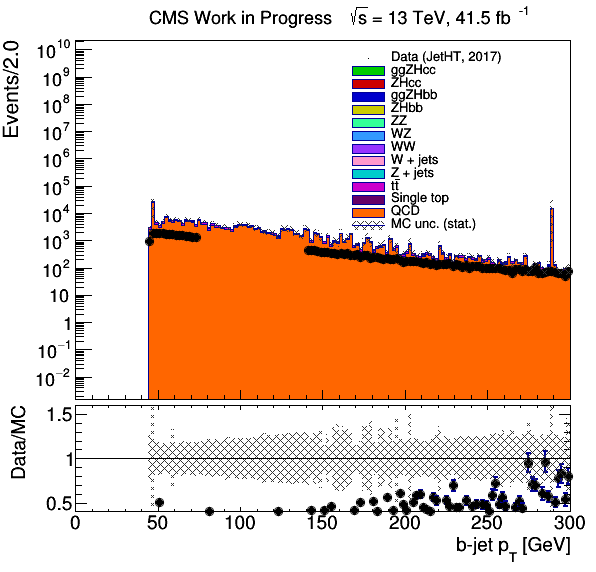 CMS Work in Progress √s = 13 TeV, 41.5 fb⁻¹
Events/2.0
10¹⁰
10⁹
10⁸
10⁷
10⁶
10⁵
10⁴
10³
10²
10
1
10⁻¹
10⁻²
Data (JetHT, 2017)
ggZHcc
ZHcc
ggZHbb
ZHbb
ZZ
WZ
WW
W + jets
Z + jets
tt̄
Single top
QCD
MC unc. (stat.)
Data/MC
1.5
1
0.5
0 50 100 150 200 250 300
b-jet p_T [GeV]